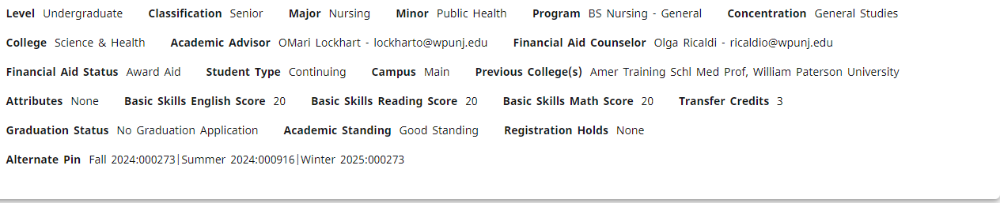 Level Undergraduate Classification Senior Major Nursing Minor Public Health Program BS Nursing - General Concentration General Studies
College Science & Health Academic Advisor OMari Lockhart - lockharto@wpunj.edu Financial Aid Counselor Olga Ricaldi - ricaldio@wpunj.edu
Financial Aid Status Award Aid Student Type Continuing Campus Main Previous College(s) Amer Training Schl Med Prof, William Paterson University
Attributes None Basic Skills English Score 20 Basic Skills Reading Score 20 Basic Skills Math Score 20 Transfer Credits 3
Graduation Status No Graduation Application Academic Standing Good Standing Registration Holds None
Alternate Pin Fall 2024:000273|Summer 2024:000916|Winter 2025:000273